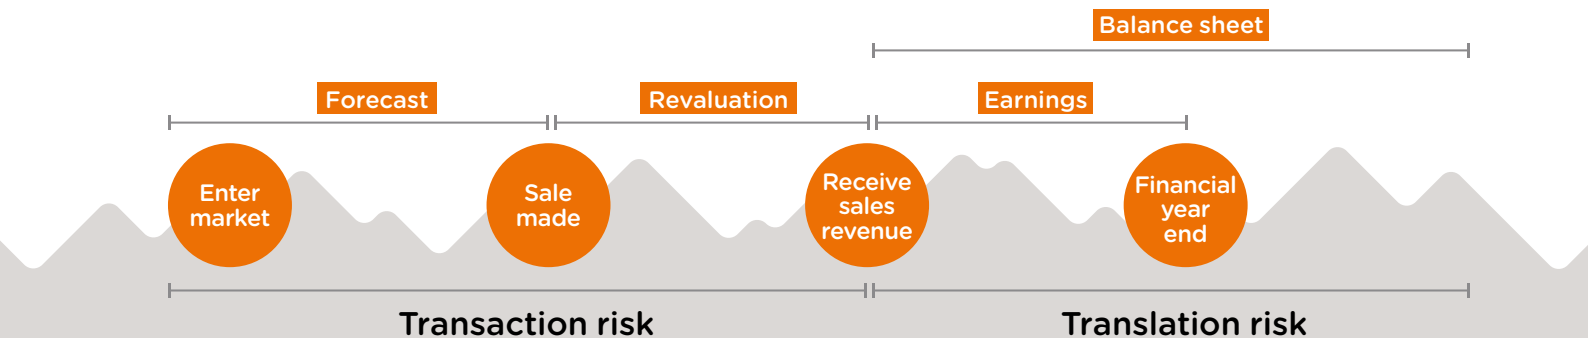 Balance sheet
Forecast
Revaluation
Earnings
Enter
market
Sale
made
Receive
sales
revenue
Financial
year
end
Transaction risk
Translation risk